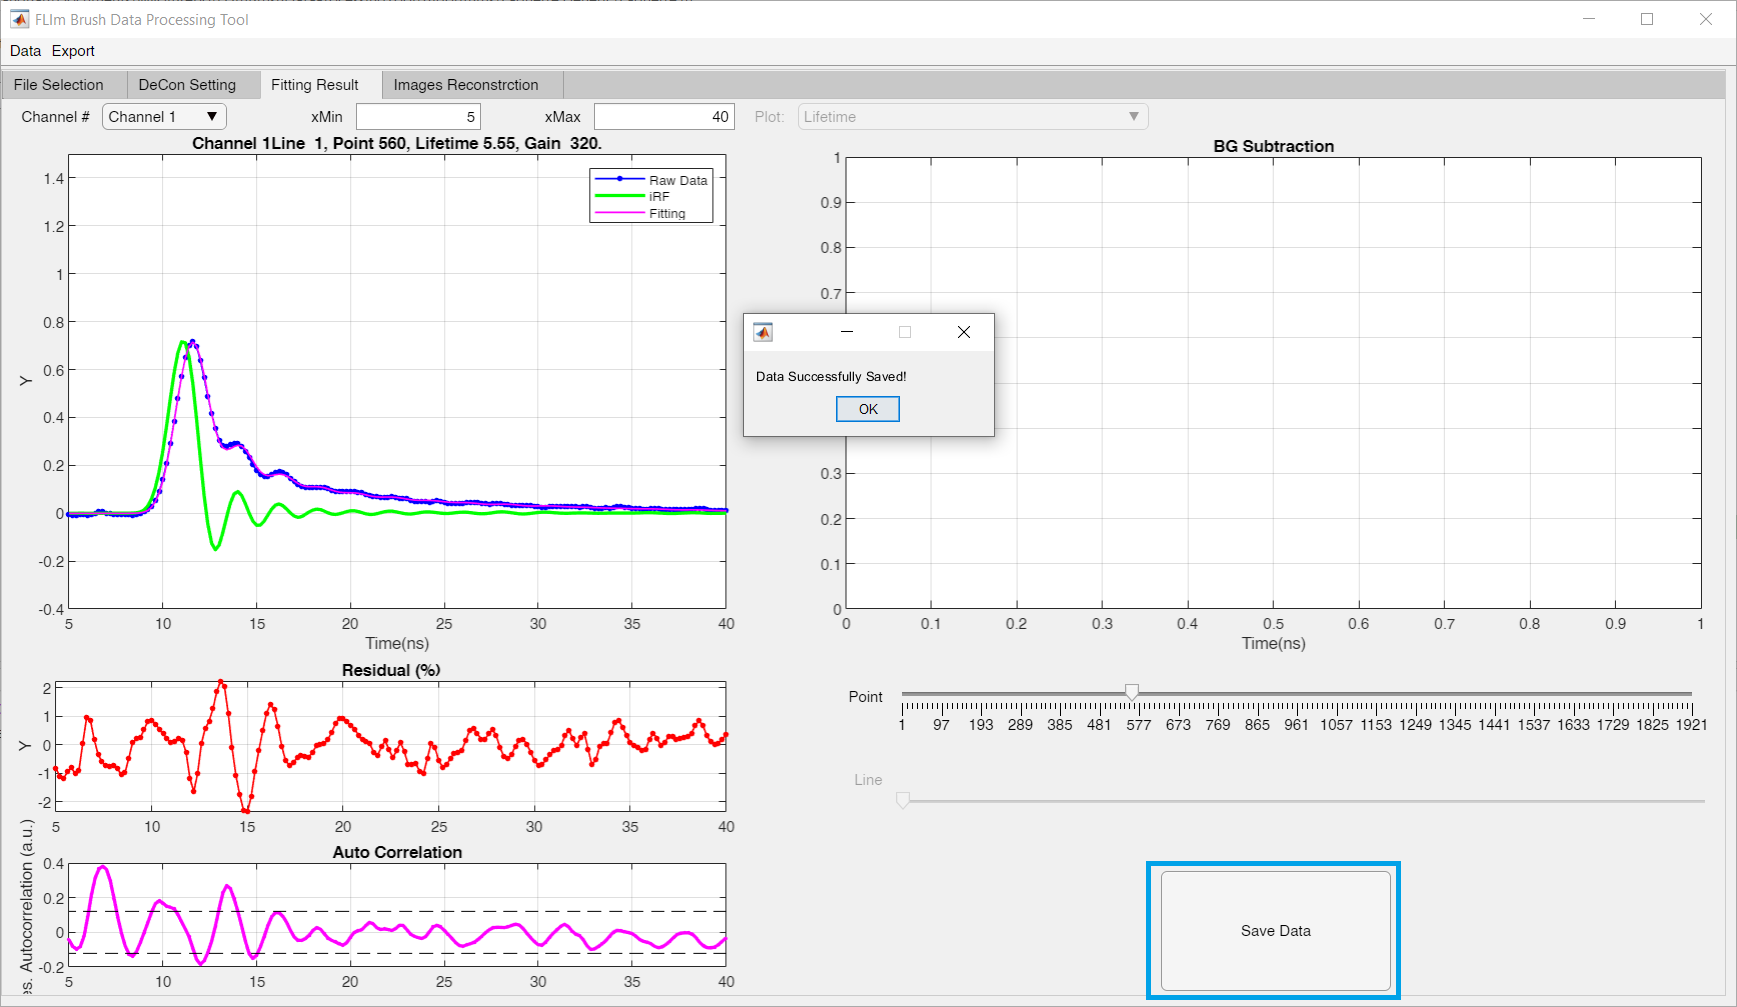 FLIm Brush Data Processing Tool
Data Export
File Selection DeCon Setting Fitting Result Images Reconstrction
Channel # Channel 1 xMin 5 xMax 40 Plot: Lifetime
Channel 1Line 1, Point 560, Lifetime 5.55, Gain 320.
Raw Data
iRF
Fitting
Y
1.4
1.2
1
0.8
0.6
0.4
0.2
0
-0.2
-0.4
5 10 15 20 25 30 35 40
Time(ns)
BG Subtraction
1
0.9
0.8
0.7
0.3
0.2
0.1
0
0 0.1 0.2 0.3 0.4 0.5 0.6 0.7 0.8 0.9 1
Time(ns)
Data Successfully Saved!
OK
Residual (%)
Y
2
1
0
-1
-2
5 10 15 20 25 30 35 40
Point
1 97 193 289 385 481 577 673 769 865 961 1057 1153 1249 1345 1441 1537 1633 1729 1825 1921
Line
Auto Correlation
es. Autocorrelation (a.u.)
0.4
0.2
0
-0.2
5 10 15 20 25 30 35 40
Save Data